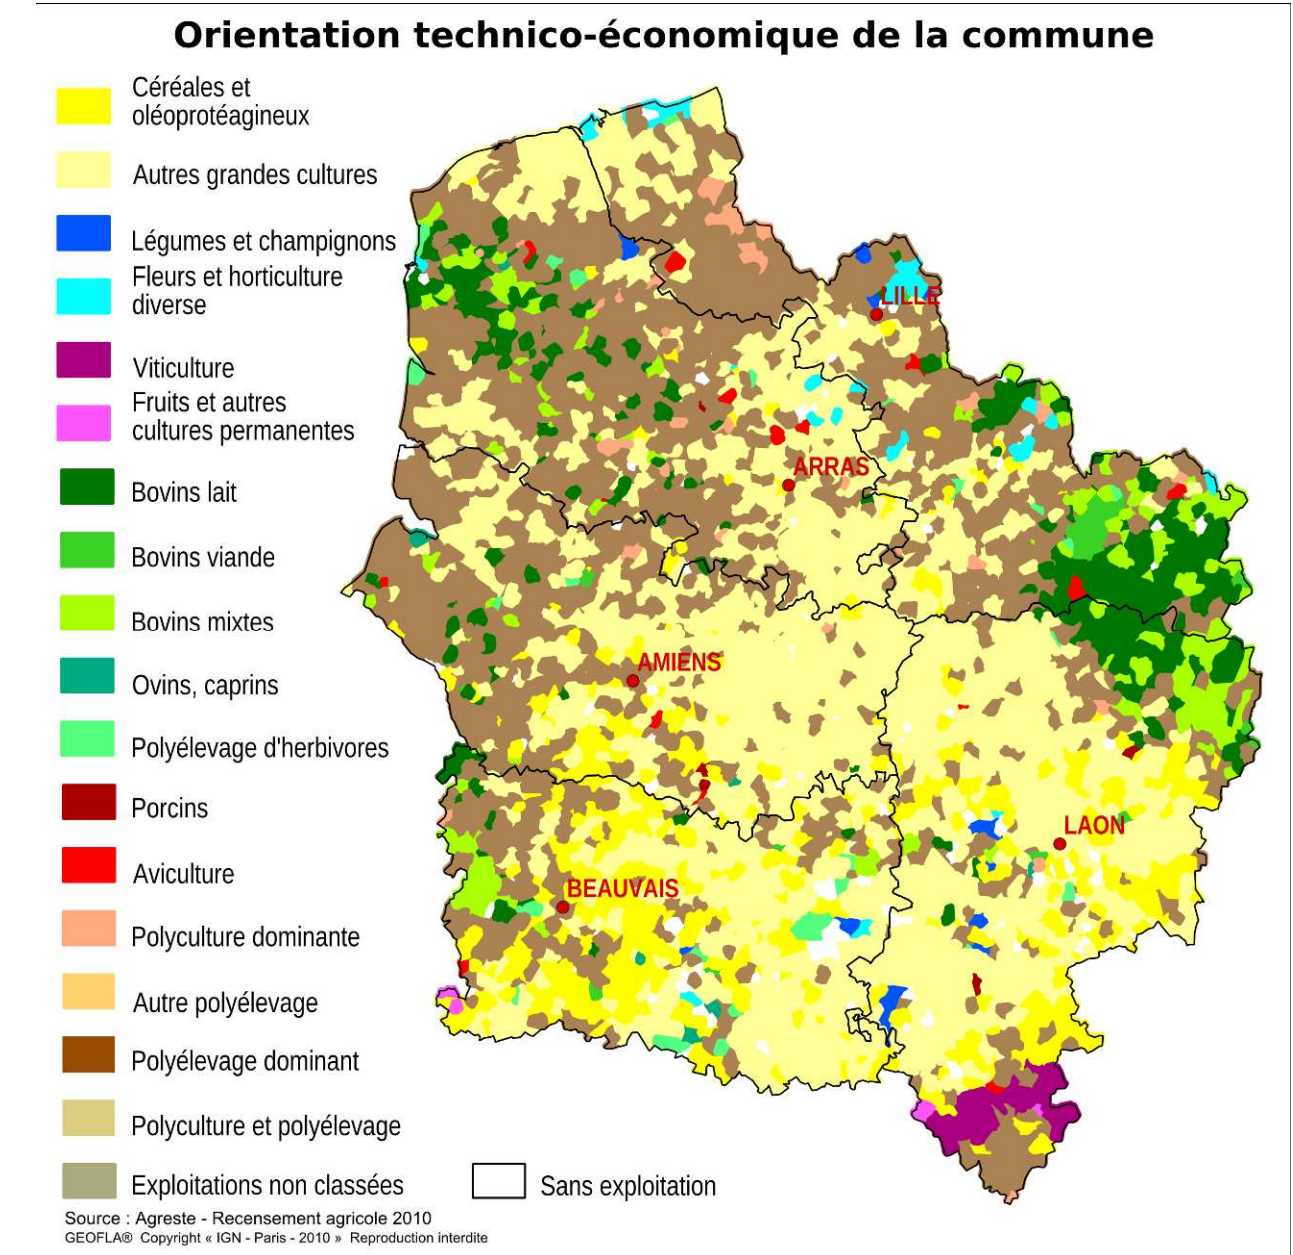 Orientation technico-économique de la commune
Céréales et
oléoprotéagineux
Autres grandes cultures
Légumes et champignons
Fleurs et horticulture
diverse
Viticulture
Fruits et autres
cultures permanentes
Bovins lait
Bovins viande
Bovins mixtes
Ovins, caprins
Polyélevage d'herbivores
Porcins
Aviculture
Polyculture dominante
Autre polyélevage
Polyélevage dominant
Polyculture et polyélevage
Exploitations non classées
Sans exploitation
LILLE
ARRAS
AMIENS
LAON
BEAUVAIS
Source : Agreste - Recensement agricole 2010
GEOFLA® Copyright « IGN - Paris - 2010 » Reproduction interdite